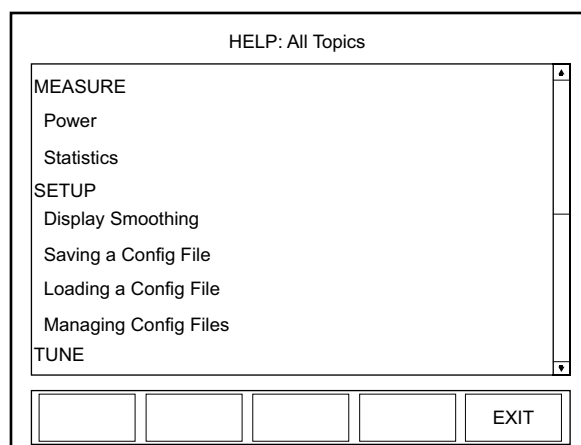 HELP: All Topics
MEASURE
Power
Statistics
SETUP
Display Smoothing
Saving a Config File
Loading a Config File
Managing Config Files
TUNE
EXIT